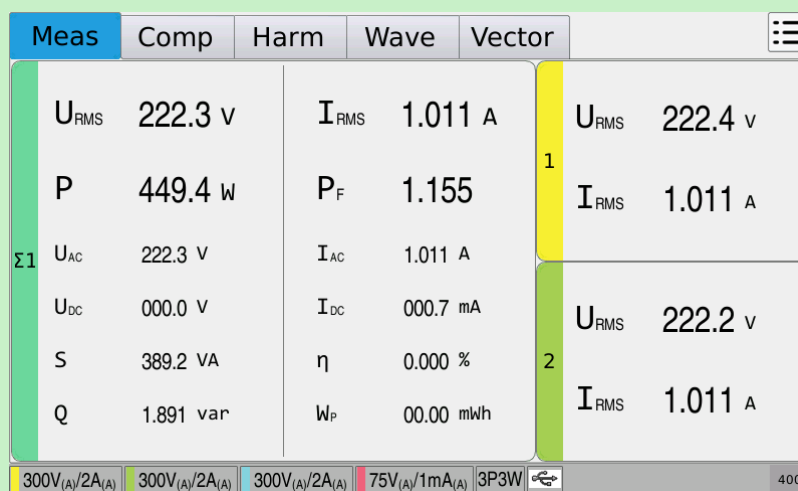 Meas Comp Harm Wave Vector
Σ1
URMS 222.3 V IRMS 1.011 A
P 449.4 W PF 1.155
UAC 222.3 V IAC 1.011 A
UDC 000.0 V IDC 000.7 mA
S 389.2 VA η 0.000 %
Q 1.891 var WP 00.00 mWh
1
URMS 222.4 V
IRMS 1.011 A
2
URMS 222.2 V
IRMS 1.011 A
300V(A)/2A(A) 300V(A)/2A(A) 300V(A)/2A(A) 75V(A)/1mA(A) 3P3W 400